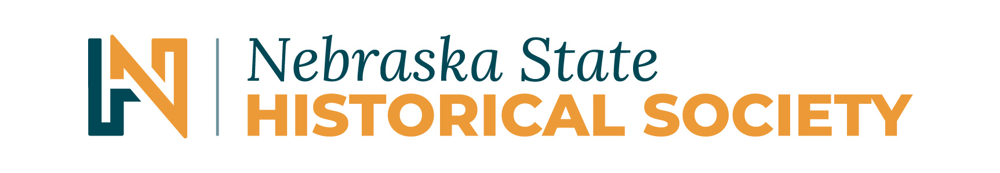 Nebraska State
HISTORICAL SOCIETY